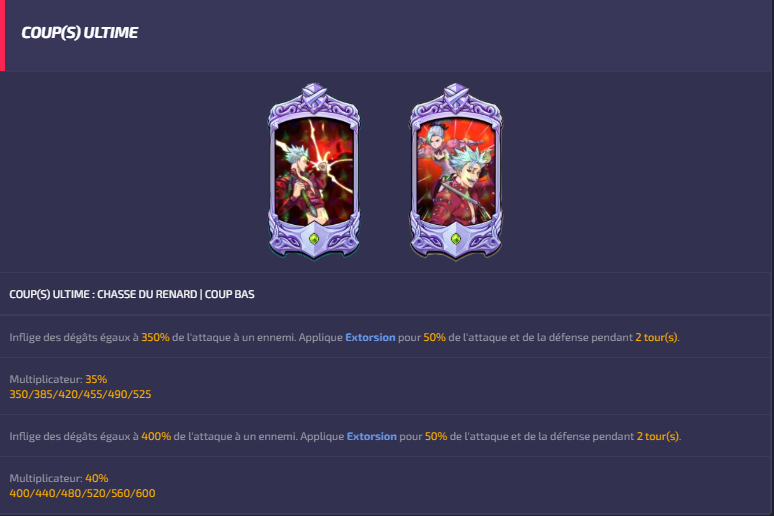 COUP(S) ULTIME
COUP(S) ULTIME : CHASSE DU RENARD | COUP BAS
Inflige des dégâts égaux à 350% de l'attaque à un ennemi. Applique Extorsion pour 50% de l'attaque et de la défense pendant 2 tour(s).
Multiplicateur: 35%
350/385/420/455/490/525
Inflige des dégâts égaux à 400% de l'attaque à un ennemi. Applique Extorsion pour 50% de l'attaque et de la défense pendant 2 tour(s).
Multiplicateur: 40%
400/440/480/520/560/600